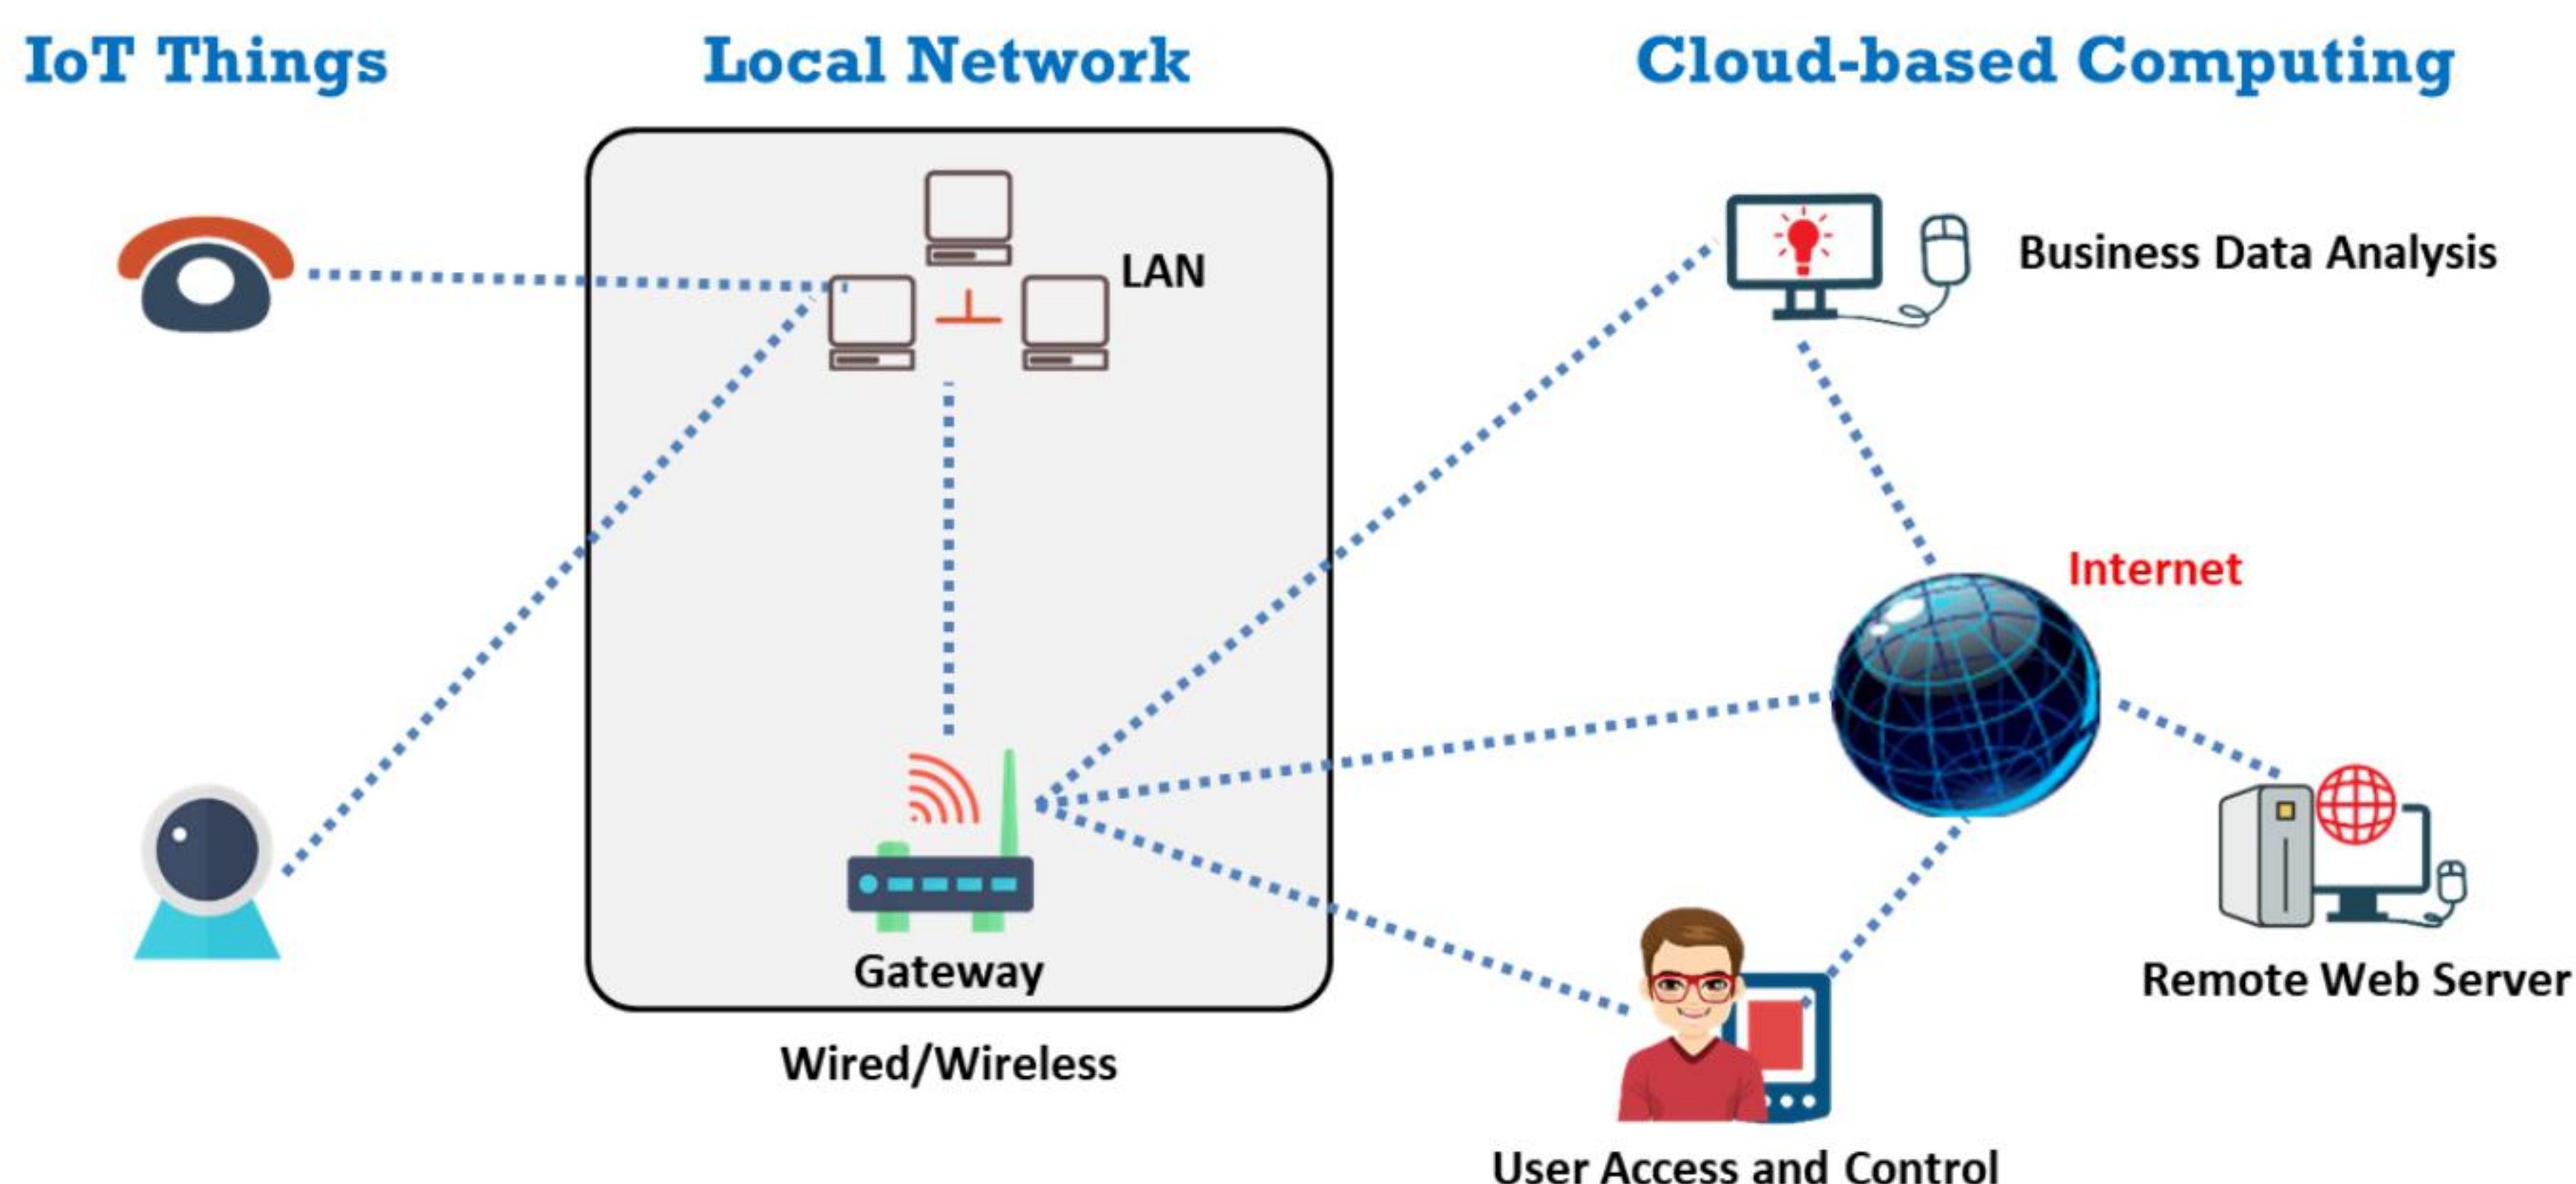 IoT Things
Local Network
Cloud-based Computing
LAN
Business Data Analysis
Internet
Gateway
Remote Web Server
Wired/Wireless
User Access and Control